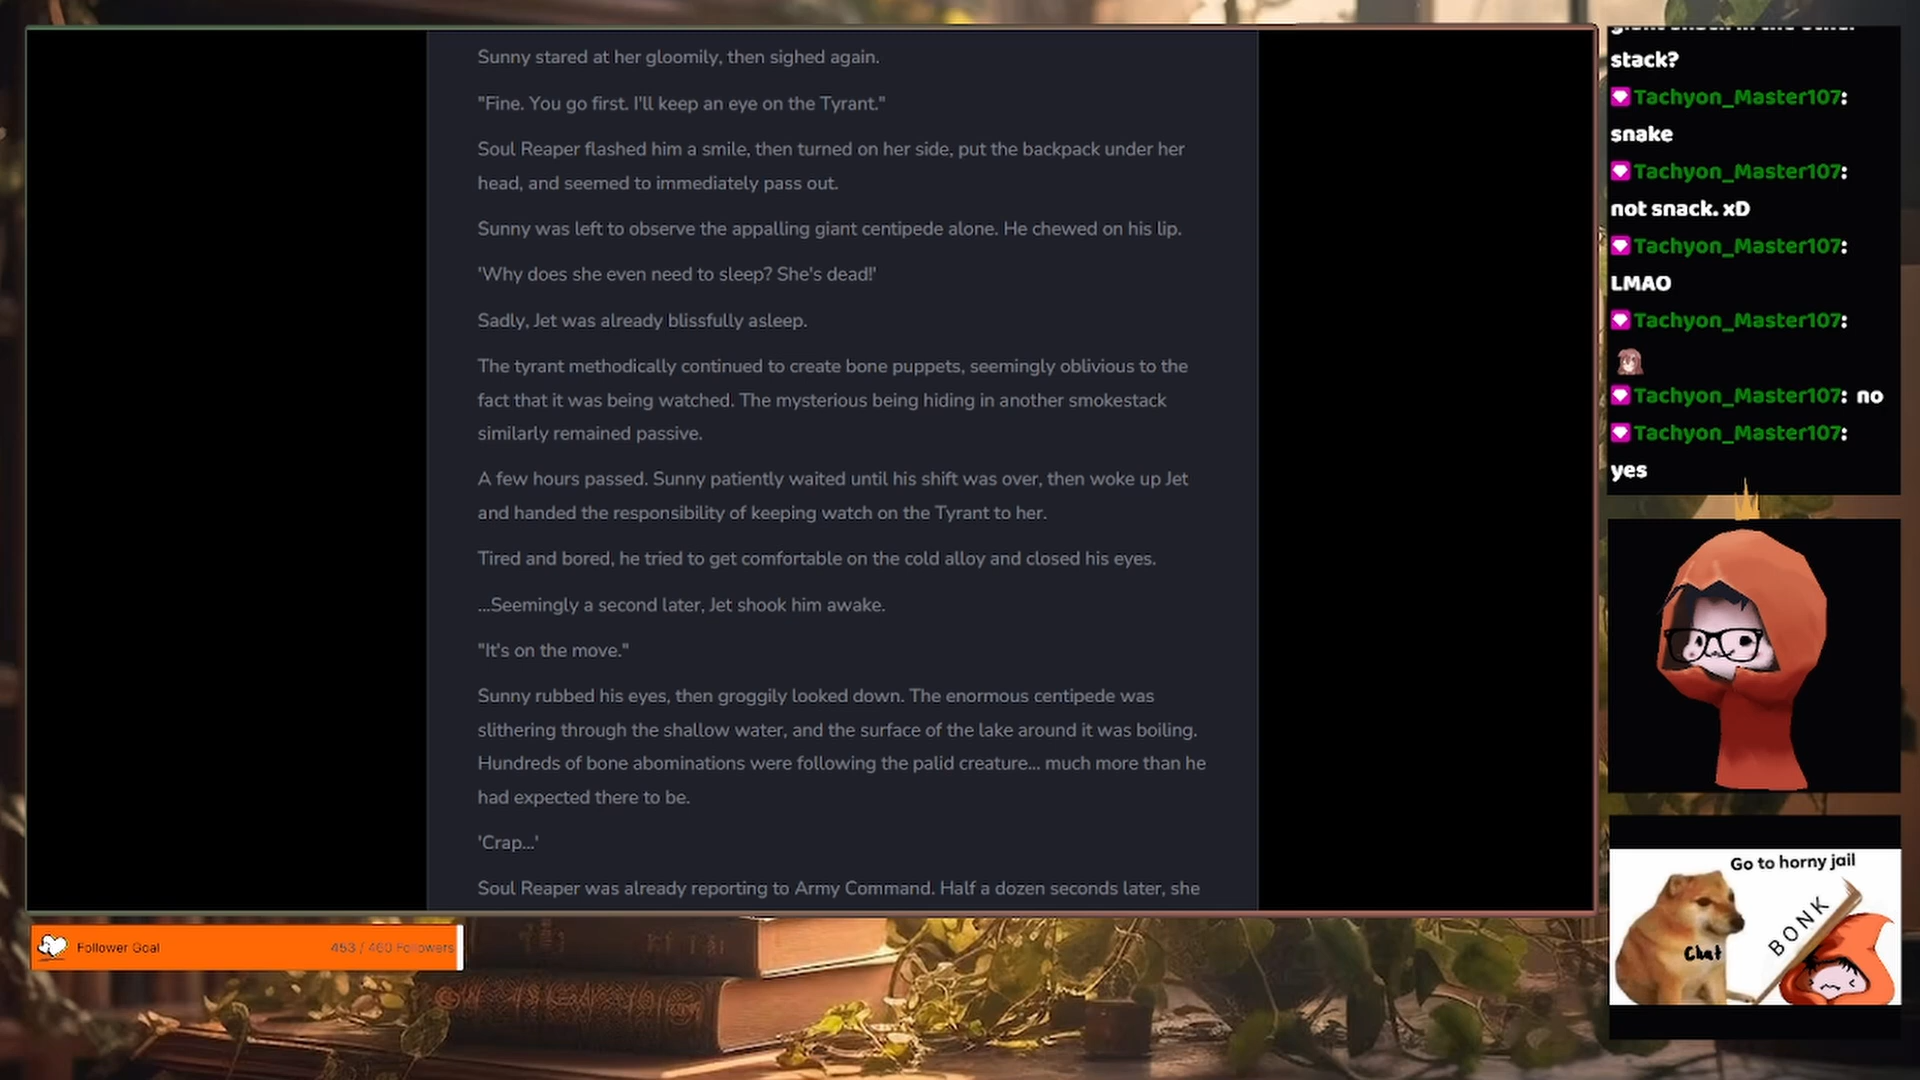 Sunny stared at her gloomily, then sighed again.
"Fine. You go first. I'll keep an eye on the Tyrant."
Soul Reaper flashed him a smile, then turned on her side, put the backpack under her
head, and seemed to immediately pass out.
Sunny was left to observe the appalling giant centipede alone. He chewed on his lip.
'Why does she even need to sleep? She's dead!'
Sadly, Jet was already blissfully asleep.
The tyrant methodically continued to create bone puppets, seemingly oblivious to the
fact that it was being watched. The mysterious being hiding in another smokestack
similarly remained passive.
A few hours passed. Sunny patiently waited until his shift was over, then woke up Jet
and handed the responsibility of keeping watch on the Tyrant to her.
Tired and bored, he tried to get comfortable on the cold alloy and closed his eyes.
...Seemingly a second later, Jet shook him awake.
"It's on the move."
Sunny rubbed his eyes, then groggily looked down. The enormous centipede was
slithering through the shallow water, and the surface of the lake around it was boiling.
Hundreds of bone abominations were following the palid creature... much more than he
had expected there to be.
'Crap...'
Soul Reaper was already reporting to Army Command. Half a dozen seconds later, she
stack?
Tachyon_Master107:
snake
Tachyon_Master107:
not snack. xD
Tachyon_Master107:
LMAO
Tachyon_Master107:
Tachyon_Master107: no
Tachyon_Master107:
yes
Go to horny jail
BONK
Chat
Follower Goal
453 / 460 Followers